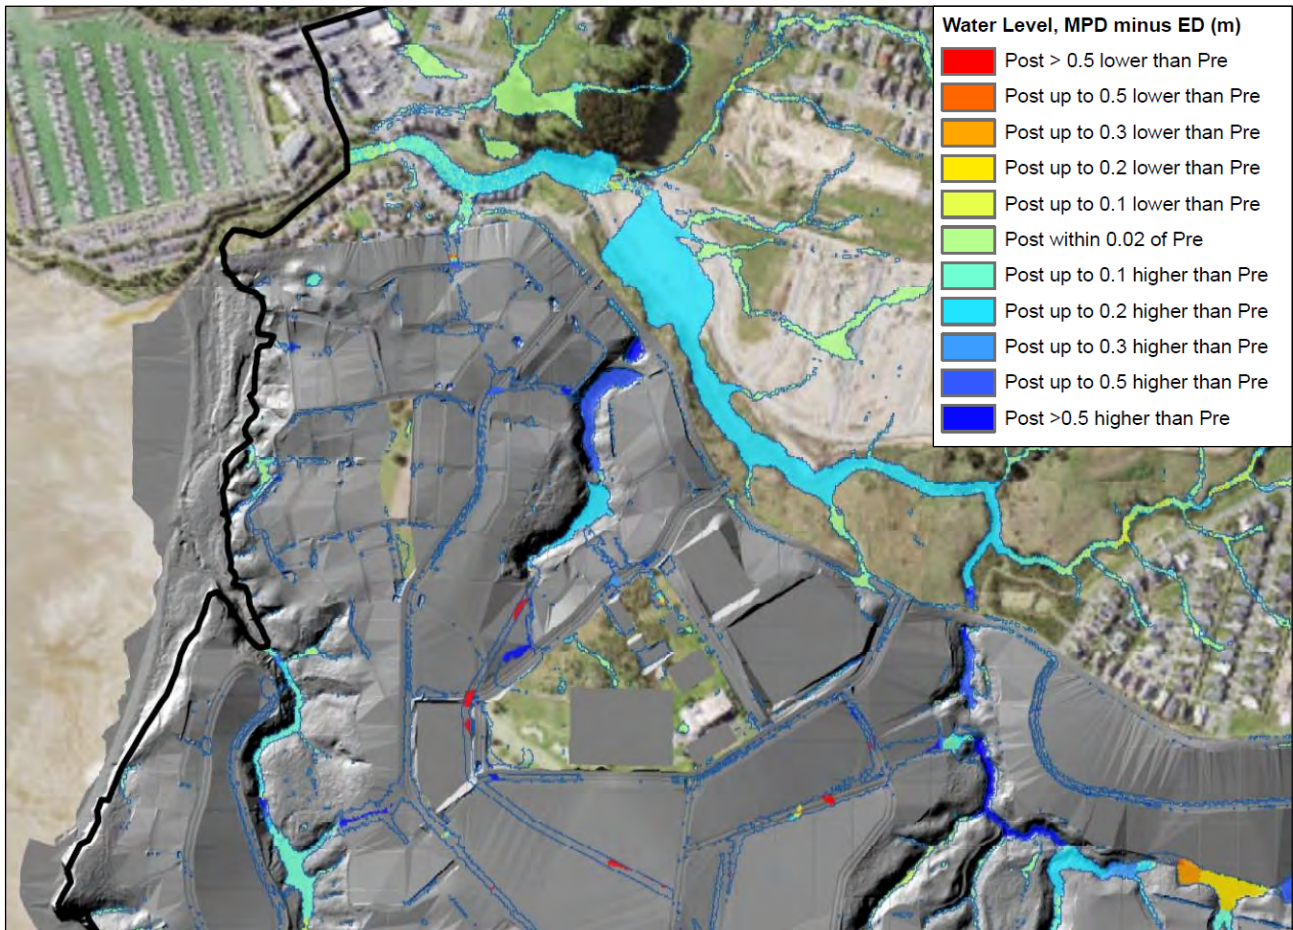 Water Level, MPD minus ED (m)
Post > 0.5 lower than Pre
Post up to 0.5 lower than Pre
Post up to 0.3 lower than Pre
Post up to 0.2 lower than Pre
Post up to 0.1 lower than Pre
Post within 0.02 of Pre
Post up to 0.1 higher than Pre
Post up to 0.2 higher than Pre
Post up to 0.3 higher than Pre
Post up to 0.5 higher than Pre
Post >0.5 higher than Pre